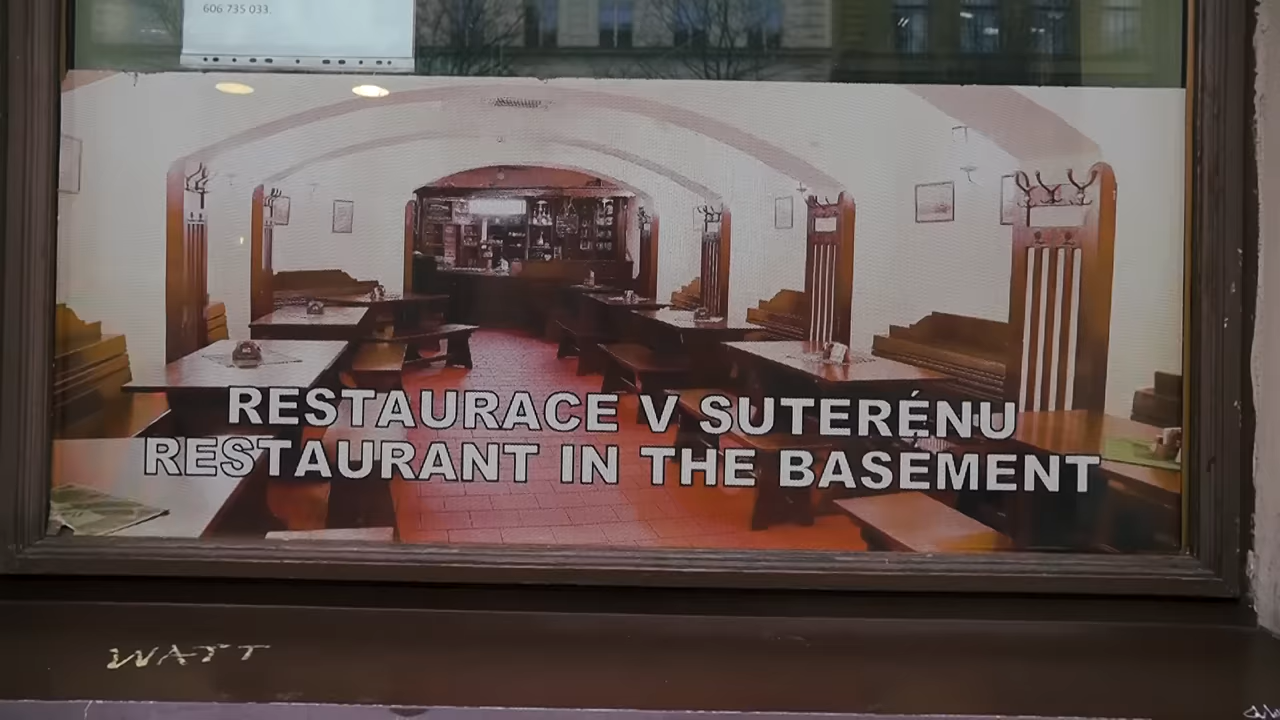 606 735 033.
RESTAURACE V SUTERÉNU
RESTAURANT IN THE BASEMENT
WATT